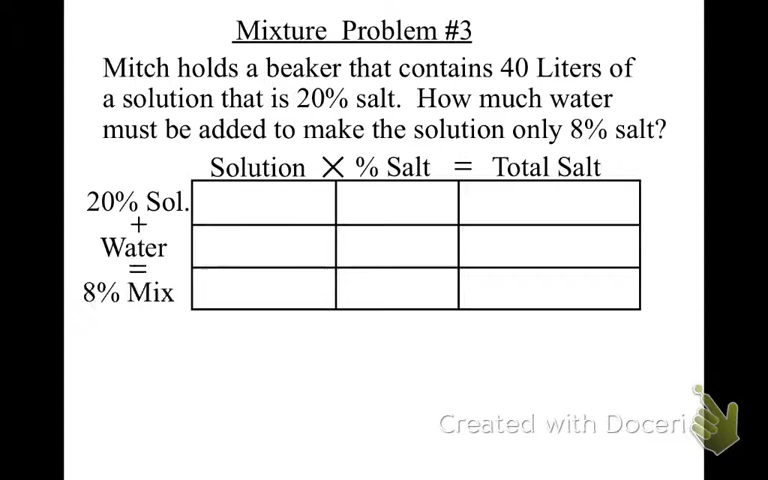 Mixture Problem #3
Mitch holds a beaker that contains 40 Liters of
a solution that is 20% salt. How much water
must be added to make the solution only 8% salt?
Solution × % Salt = Total Salt
20% Sol.
+
Water
=
8% Mix
Created with Doceri